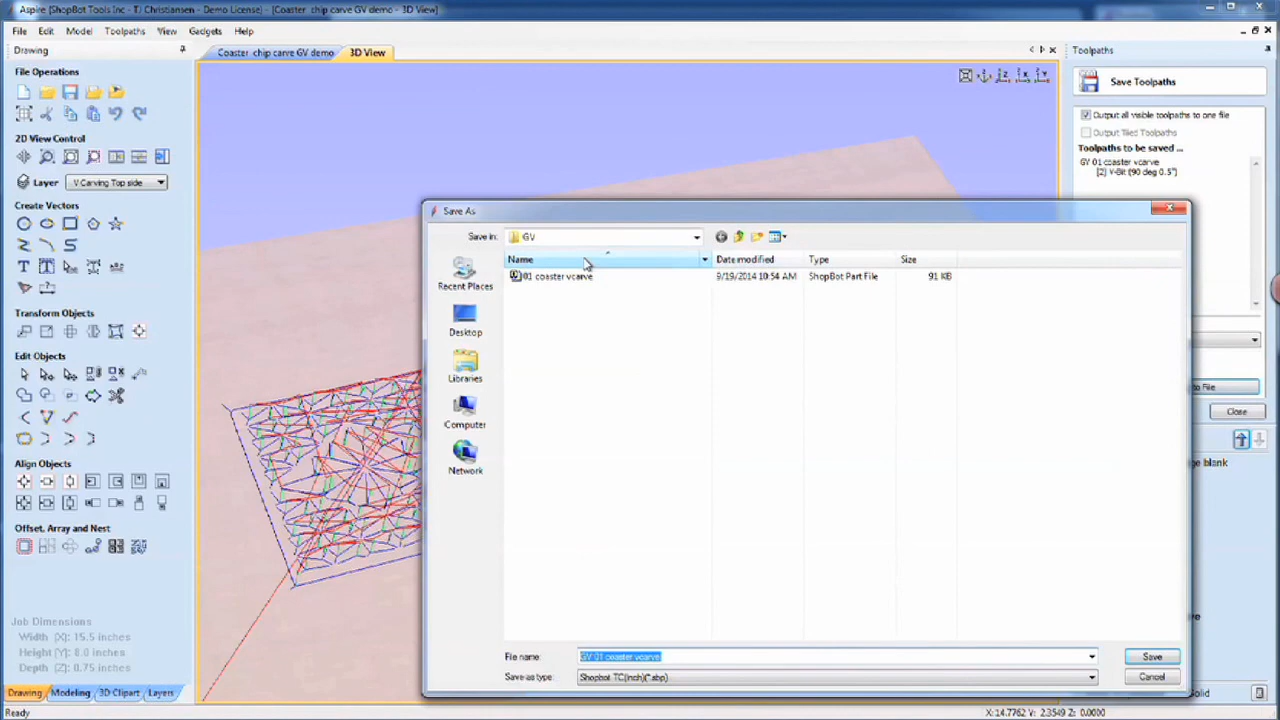 Aspire (ShopBot Tools Inc - TJ Christiansen - Demo License) - [Coaster chip carve GV demo - 3D View]
File Edit Model Toolpaths View Gadgets Help
Drawing
File Operations
2D View Control
Layer V Carving Top side
Create Vectors
Transform Objects
Edit Objects
Align Objects
Offset, Array and Nest
Job Dimensions
Width (X): 15.5 inches
Height (Y): 8.0 inches
Depth (Z): 0.75 inches
Drawing Modeling 3D Clipart Layers
Ready
Coaster chip carve GV demo 3D View
Save As
Save in: GV
Name Date modified Type Size
01 coaster vcarve 9/19/2014 10:54 AM ShopBot Part File 91 KB
Recent Places
Desktop
Libraries
Computer
Network
File name: GV 01 coaster vcarve Save
Save as type: Shopbot TC(inch)(*.sbp) Cancel
Toolpaths
Save Toolpaths
Output all visible toolpaths to one file
Output Tiled Toolpaths
Toolpaths to be saved ...
GV 01 coaster vcarve
[2] V-Bit (90 deg 0.5")
to File
Close
ge blank
Solid
X:14.7762 Y: 2.3549 Z: 0.0000